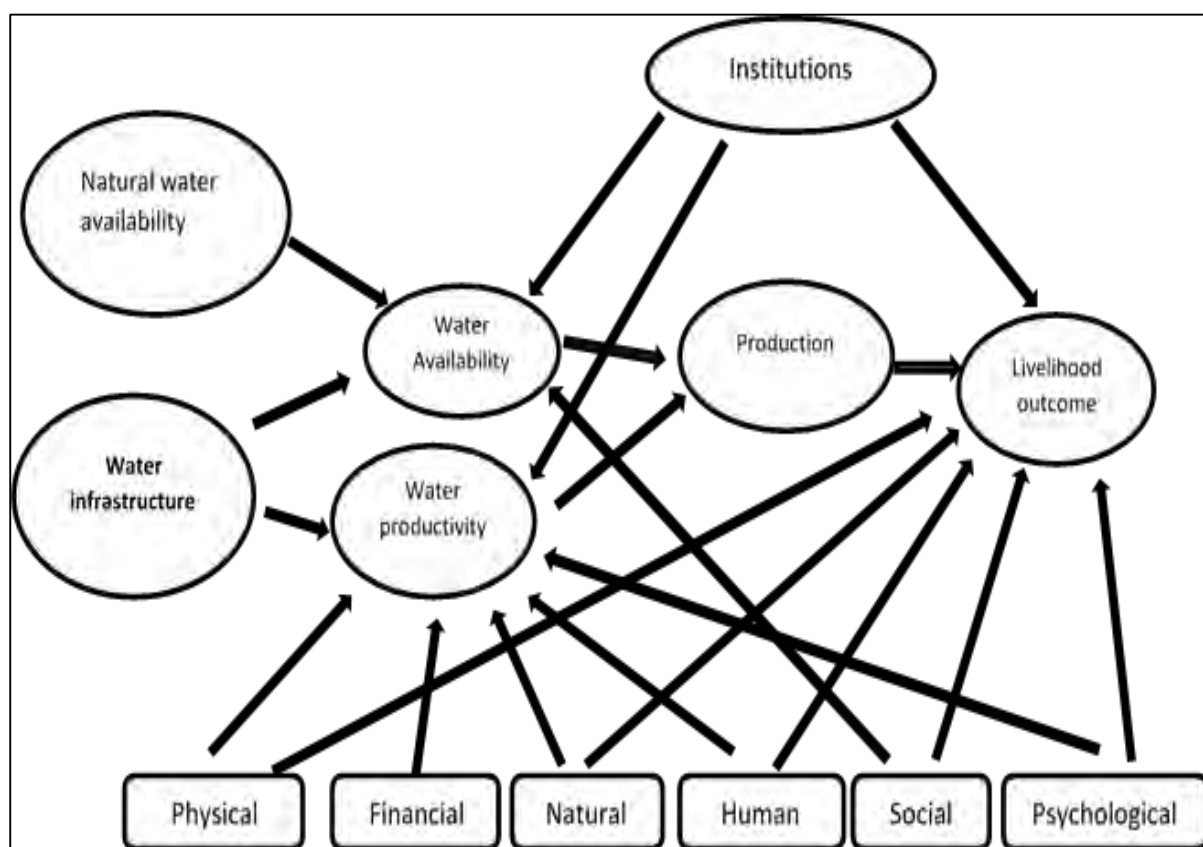 Institutions
Natural water
availability
Water
Availability
Production
Livelihood
outcome
Water
infrastructure
Water
productivity
Physical
Financial
Natural
Human
Social
Psychological